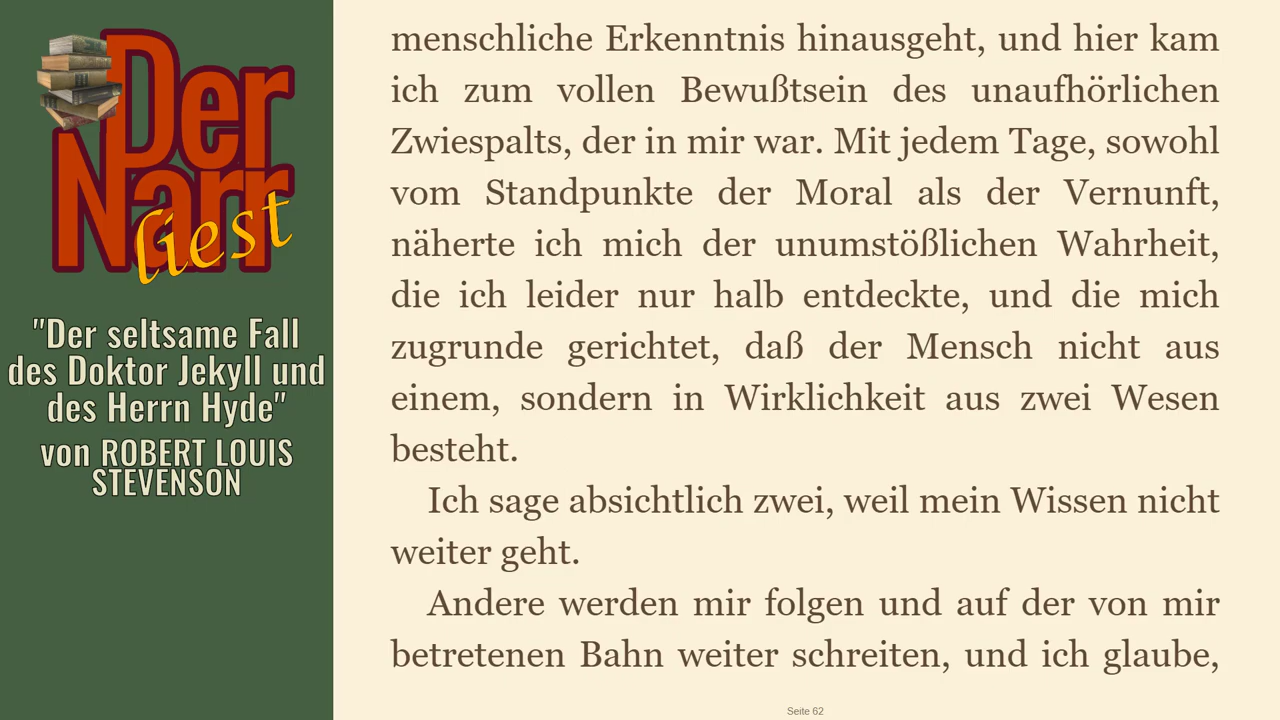 Der
Narr
liest
"Der seltsame Fall
des Doktor Jekyll und
des Herrn Hyde"
von ROBERT LOUIS
STEVENSON
menschliche Erkenntnis hinausgeht, und hier kam
ich zum vollen Bewußtsein des unaufhörlichen
Zwiespalts, der in mir war. Mit jedem Tage, sowohl
vom Standpunkte der Moral als der Vernunft,
näherte ich mich der unumstößlichen Wahrheit,
die ich leider nur halb entdeckte, und die mich
zugrunde gerichtet, daß der Mensch nicht aus
einem, sondern in Wirklichkeit aus zwei Wesen
besteht.
Ich sage absichtlich zwei, weil mein Wissen nicht
weiter geht.
Andere werden mir folgen und auf der von mir
betretenen Bahn weiter schreiten, und ich glaube,
Seite 62